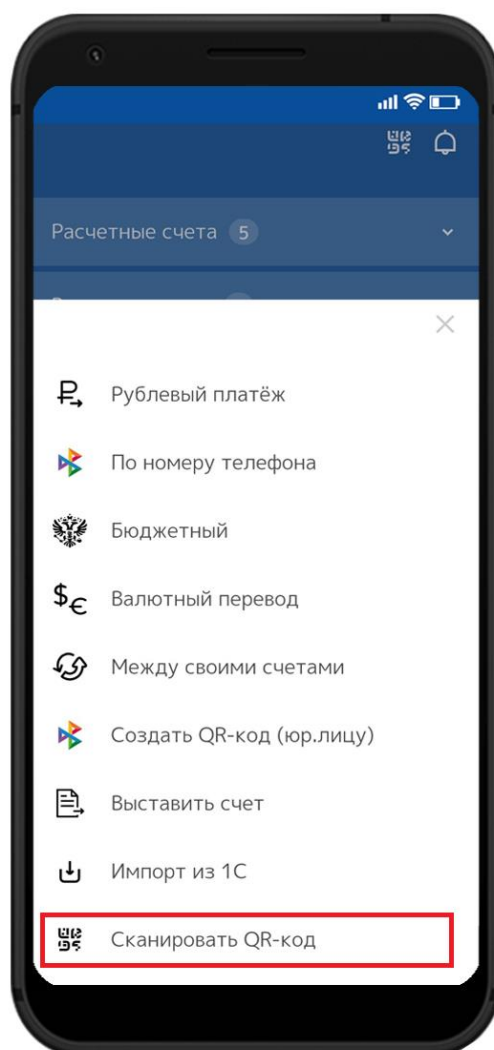 Расчетные счета 5
Рублевый платёж
По номеру телефона
Бюджетный
$€ Валютный перевод
Между своими счетами
Создать QR-код (юр.лицу)
Выставить счет
Импорт из 1С
Сканировать QR-код